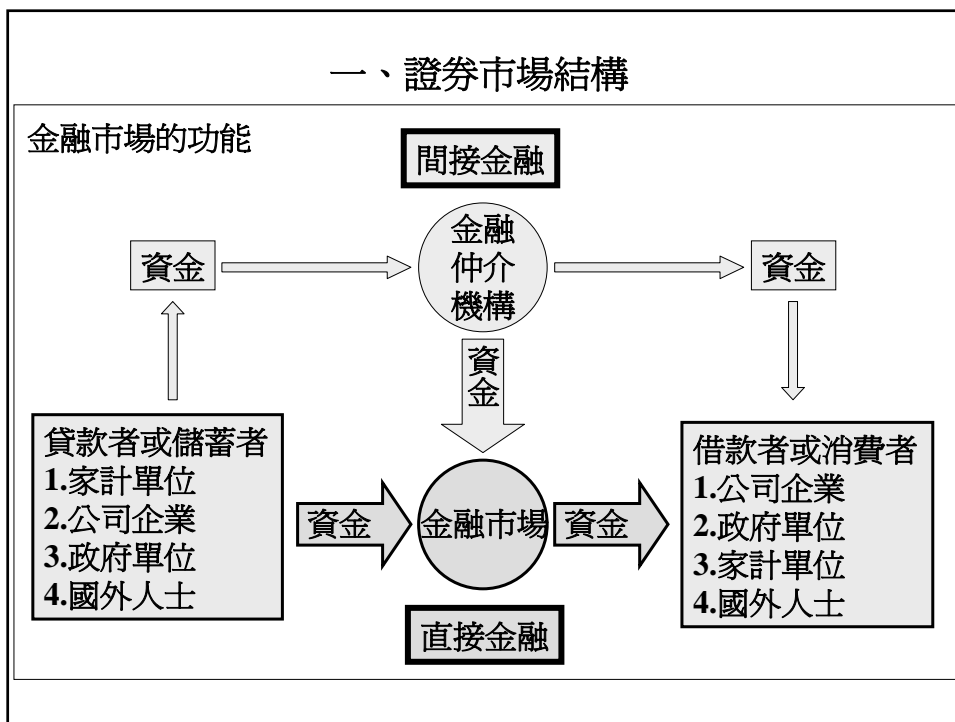 一、證券市場結構
金融市場的功能
間接金融
資金
金融
仲介
機構
資金
資
金
貸款者或儲蓄者
1.家計單位
2.公司企業
3.政府單位
4.國外人士
資金
金融市場
資金
借款者或消費者
1.公司企業
2.政府單位
3.家計單位
4.國外人士
直接金融